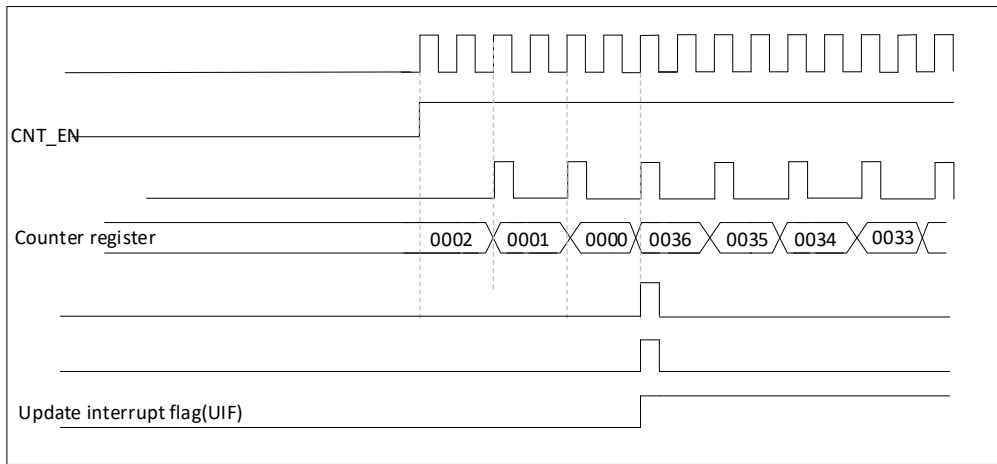 CNT_EN
Counter register 0002 0001 0000 0036 0035 0034 0033
Update interrupt flag(UIF)